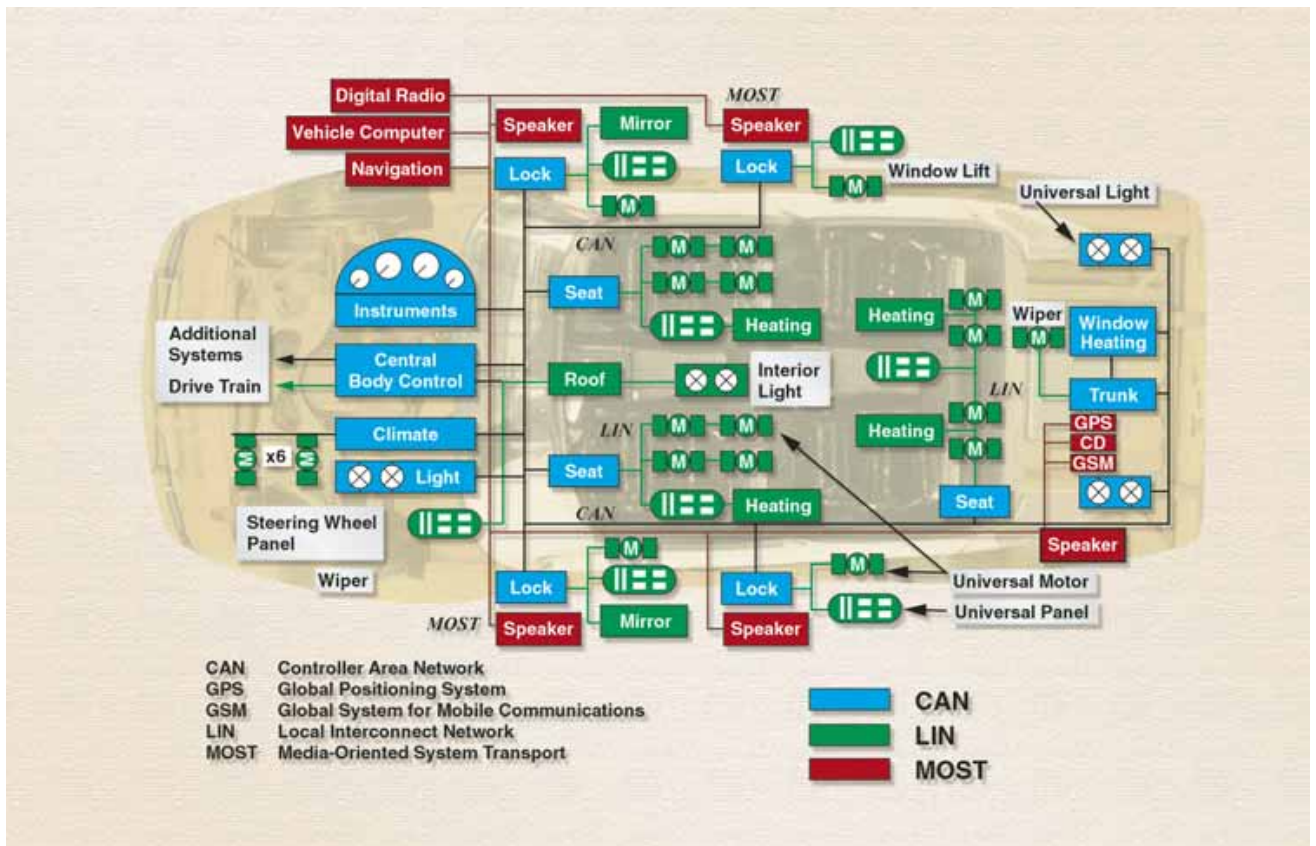 Digital Radio
MOST
Speaker
Mirror
Speaker
Vehicle Computer
Navigation
Lock
Lock
M
M
Window Lift
Universal Light
CAN
M M
Seat
M M
Instruments
Heating
Heating
M
M
Wiper
M
Window
Heating
Additional
Systems
Drive Train
Central
Body Control
Roof
Interior
Light
LIN
Trunk
Climate
LIN
M M
Heating
M
M
GPS
CD
GSM
M
x6
M
Light
Seat
M M
Seat
CAN
Heating
Steering Wheel
Panel
Speaker
Wiper
M
Lock
Lock
M
Universal Motor
Universal Panel
MOST
Speaker
Mirror
Speaker
CAN Controller Area Network
GPS Global Positioning System
GSM Global System for Mobile Communications
LIN Local Interconnect Network
MOST Media-Oriented System Transport
CAN
LIN
MOST